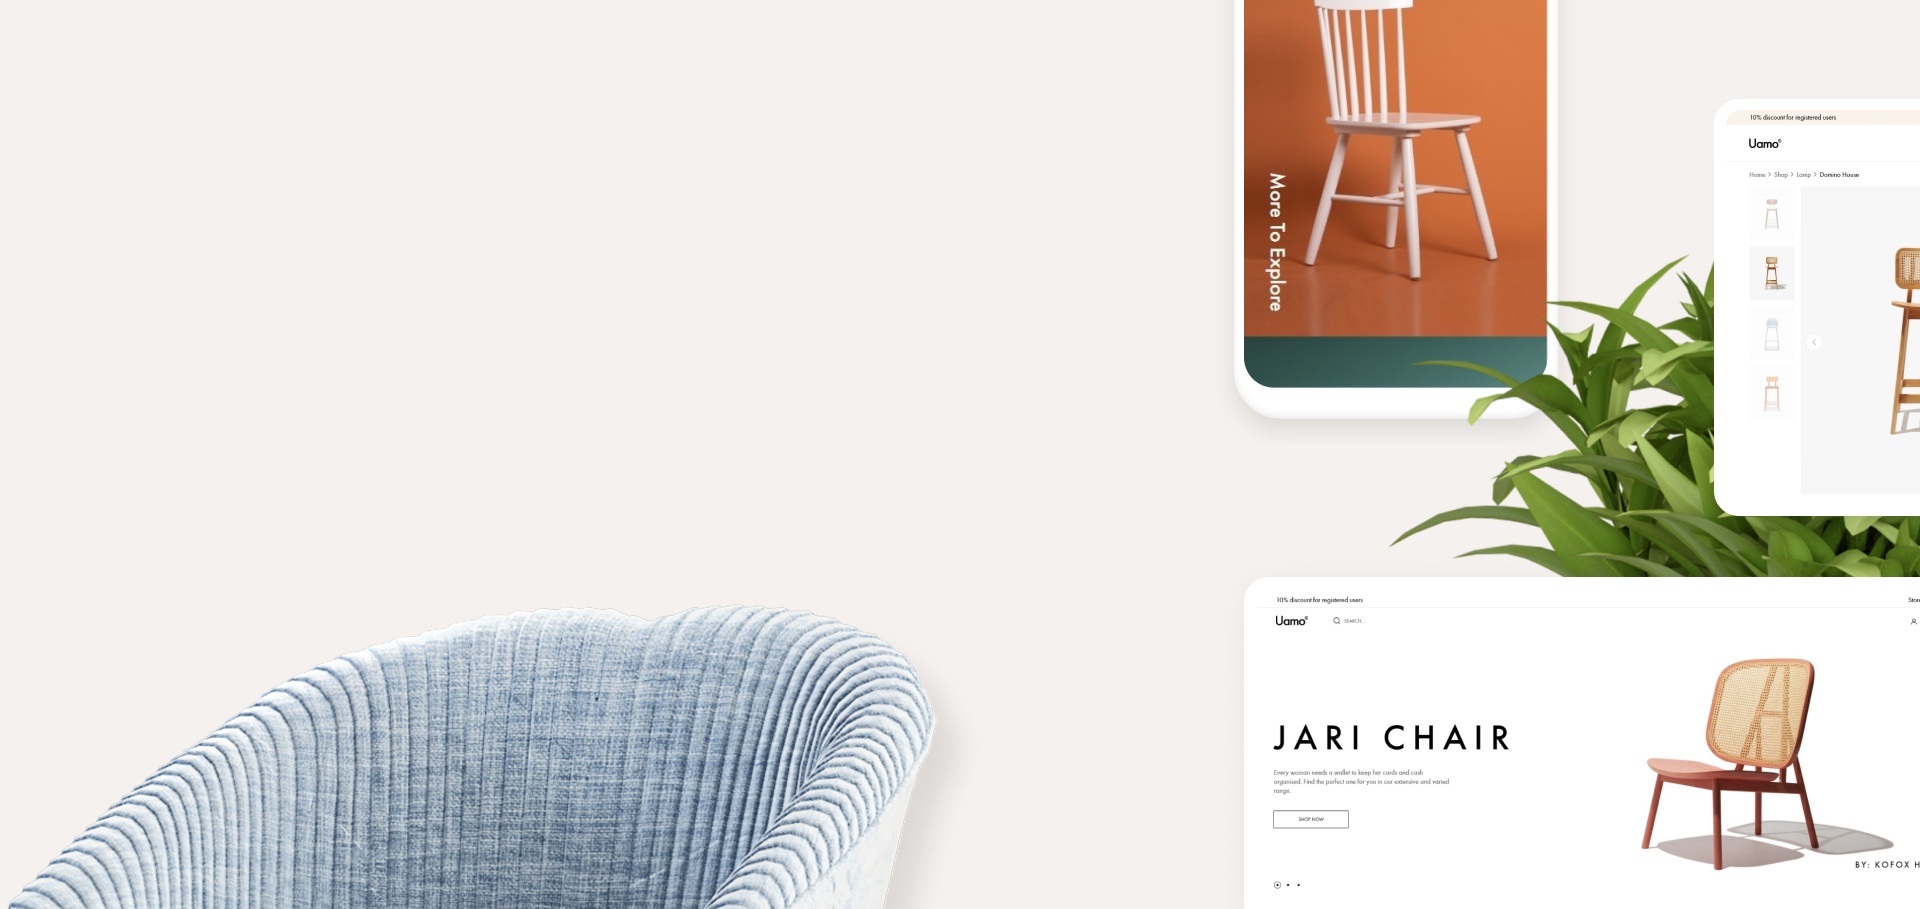 More To Explore
10% discount for registered users
Uamo®
Home > Shop > Lamp > Domino House
10% discount for registered users
Uamo®
SEARCH...
JARI CHAIR
Every woman needs a wallet to keep her cards and cash
organised. Find the perfect one for you in our extensive and varied
range.
SHOP NOW
BY: KOFOX H